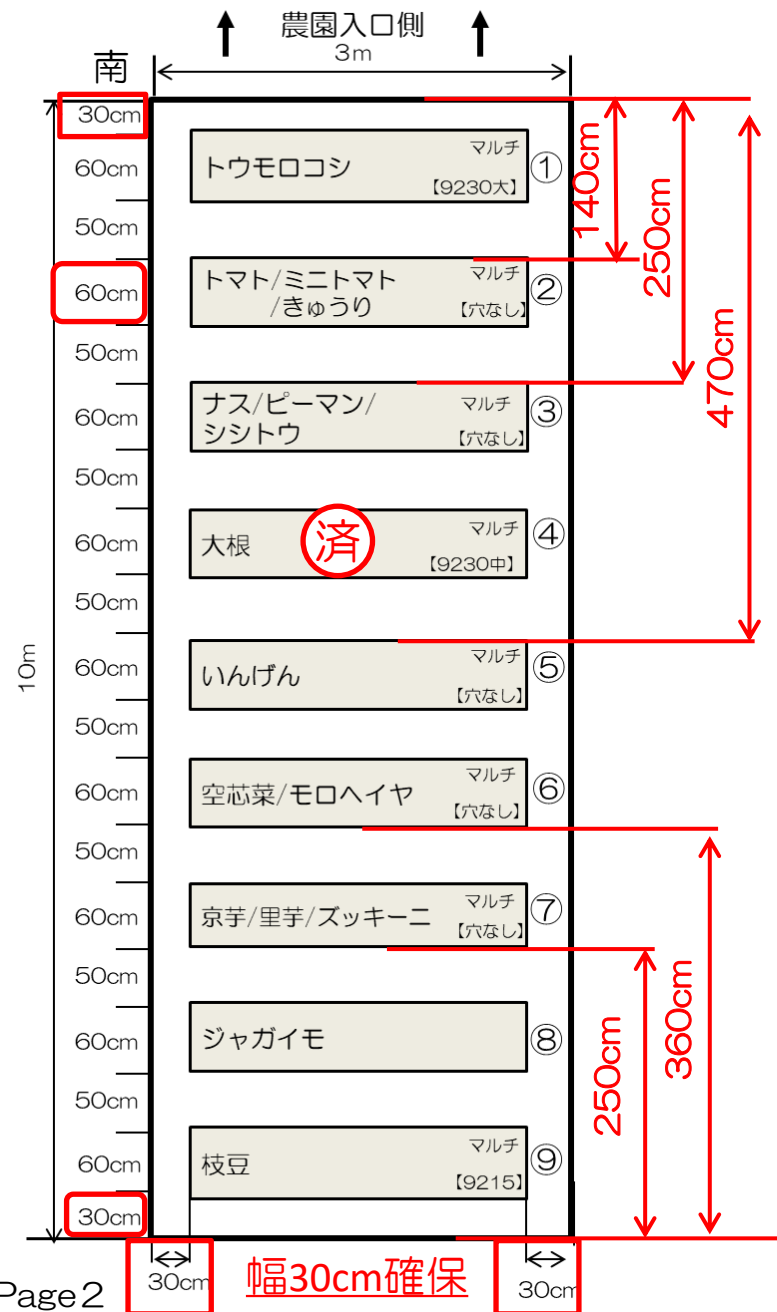 農園入口側
3m
南
30cm
60cm
50cm
60cm
50cm
60cm
50cm
60cm
50cm
60cm
50cm
60cm
50cm
60cm
50cm
60cm
50cm
60cm
30cm
10m
トウモロコシ
マルチ
【9230大】
①
トマト/ミニトマト
/きゅうり
マルチ
【穴なし】
②
ナス/ピーマン/
シシトウ
マルチ
【穴なし】
③
大根
済
マルチ
【9230中】
④
いんげん
マルチ
【穴なし】
⑤
空芯菜/モロヘイヤ
マルチ
【穴なし】
⑥
京芋/里芋/ズッキーニ
マルチ
【穴なし】
⑦
ジャガイモ
⑧
枝豆
マルチ
【9215】
⑨
140cm
250cm
470cm
250cm
360cm
30cm
幅30cm確保
30cm
Page2